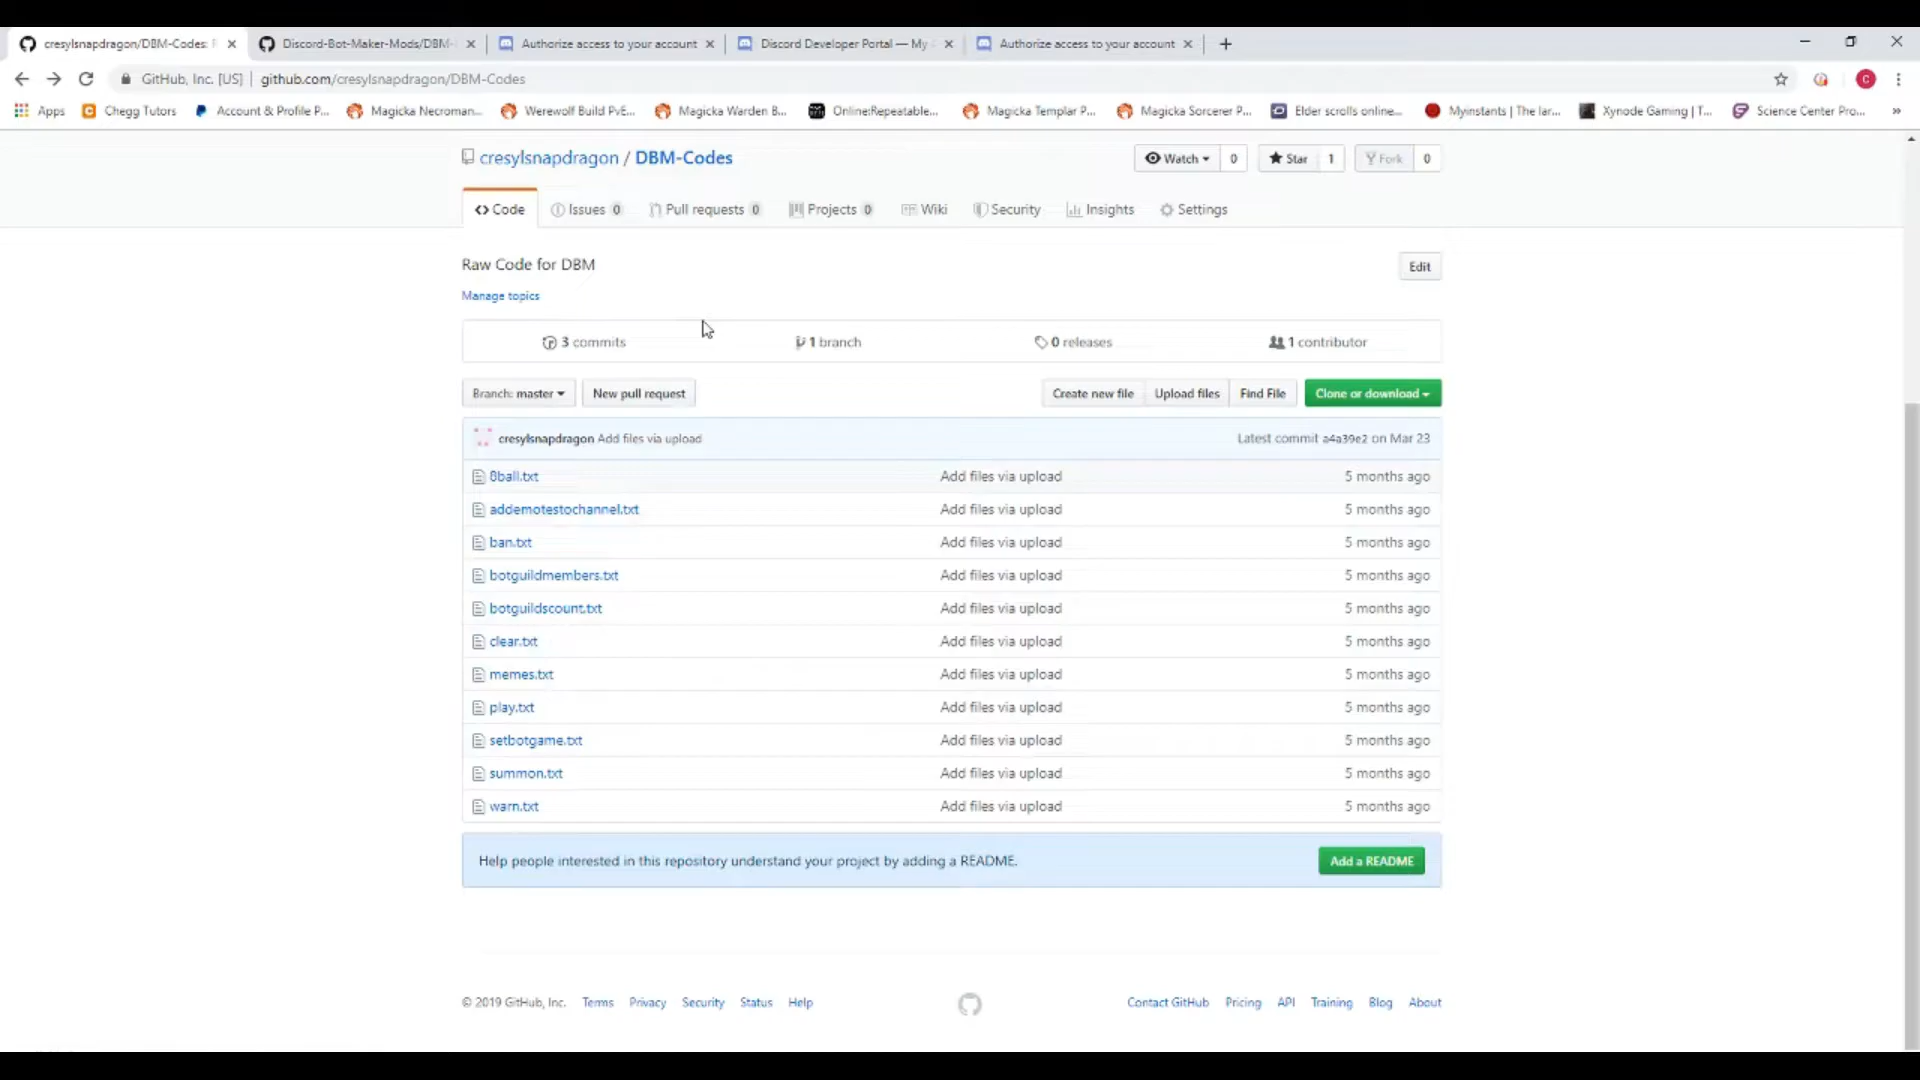 cresylsnapdragon/DBM-Codes: Discord-Bot-Maker-Mods/DBM- Authorize access to your account Discord Developer Portal — My Authorize access to your account
GitHub, Inc. [US] github.com/cresylsnapdragon/DBM-Codes C
Apps Chegg Tutors Account & Profile P... Magicka Necroman... Werewolf Build PvE... Magicka Warden B... Online:Repeatable... Magicka Templar P... Magicka Sorcerer P... Elder scrolls online... Myinstants | The lar... Xynode Gaming | T... Science Center Pro... »
cresylsnapdragon / DBM-Codes Watch 0 Star 1 Fork 0
Code Issues 0 Pull requests 0 Projects 0 Wiki Security Insights Settings
Raw Code for DBM Edit
Manage topics
3 commits 1 branch 0 releases 1 contributor
Branch: master New pull request Create new file Upload files Find File Clone or download
cresylsnapdragon Add files via upload Latest commit a4a39e2 on Mar 23
8ball.txt Add files via upload 5 months ago
addemotestochannel.txt Add files via upload 5 months ago
ban.txt Add files via upload 5 months ago
botguildmembers.txt Add files via upload 5 months ago
botguildscount.txt Add files via upload 5 months ago
clear.txt Add files via upload 5 months ago
memes.txt Add files via upload 5 months ago
play.txt Add files via upload 5 months ago
setbotgame.txt Add files via upload 5 months ago
summon.txt Add files via upload 5 months ago
warn.txt Add files via upload 5 months ago
Help people interested in this repository understand your project by adding a README. Add a README
© 2019 GitHub, Inc. Terms Privacy Security Status Help Contact GitHub Pricing API Training Blog About